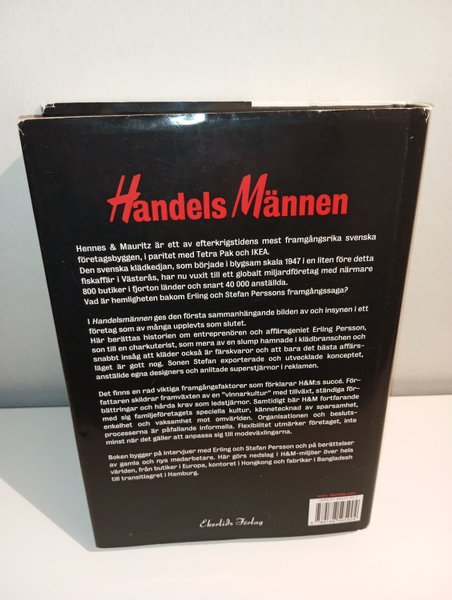 Handels Männen
Hennes & Mauritz är ett av efterkrigstidens mest framgångsrika svenska
företagsbyggen, i paritet med Tetra Pak och IKEA.
Den svenska klädkedjan, som började i blygsam skala 1947 i en liten före detta
fiskaffär i Västerås, har nu vuxit till ett globalt miljardföretag med närmare
800 butiker i fjorton länder och snart 40 000 anställda.
Vad är hemligheten bakom Erling och Stefan Perssons framgångssaga?
I Handelsmännen ges den första sammanhängande bilden av och insynen i ett
företag som av många upplevts som slutet.
Här berättas historien om entreprenören och affärsgeniet Erling Persson,
son till en charkuterist, som mera av en slump hamnade i klädbranschen och
snabbt insåg att kläder också är färskvaror och att bara det bästa affärs-
läget är gott nog. Sonen Stefan exporterade och utvecklade konceptet,
anställde egna designers och anlitade superstjärnor i reklamen.
Det finns en rad viktiga framgångsfaktorer som förklarar H&M:s succé. För-
fattaren skildrar framväxten av en "vinnarkultur" med tillväxt, ständiga för-
bättringar och hårda krav som ledstjärnor. Samtidigt bär H&M fortfarande
med sig familjeföretagets speciella kultur, kännetecknad av sparsamhet,
enkelhet och vaksamhet mot omvärlden. Organisationen och besluts-
processerna är påfallande informella. Flexibilitet utmärker företaget, inte
minst när det gäller att anpassa sig till modeväxlingarna.
Boken bygger på intervjuer med Erling och Stefan Persson och på berättelser
av gamla och nya medarbetare. Här görs nedslag i H&M-miljöer över hela
världen, från butiker i Europa, kontoret i Hongkong och fabriker i Bangladesh
till transitlagret i Hamburg.
Ekerlids Förlag